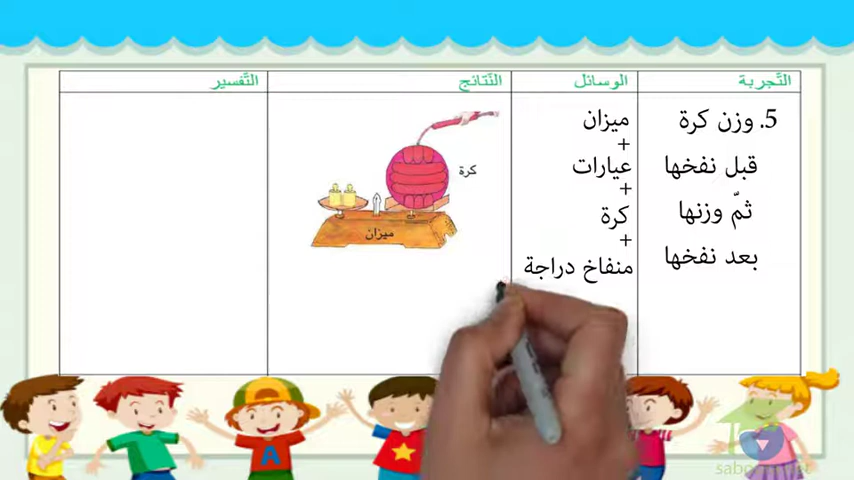 التّجربة
الوسائل
النّتائج
التّفسير
5. وزن كرة
قبل نفخها
ثمّ وزنها
بعد نفخها
ميزان
+
عيارات
+
كرة
+
منفاخ دراجة
كرة
ميزان
A